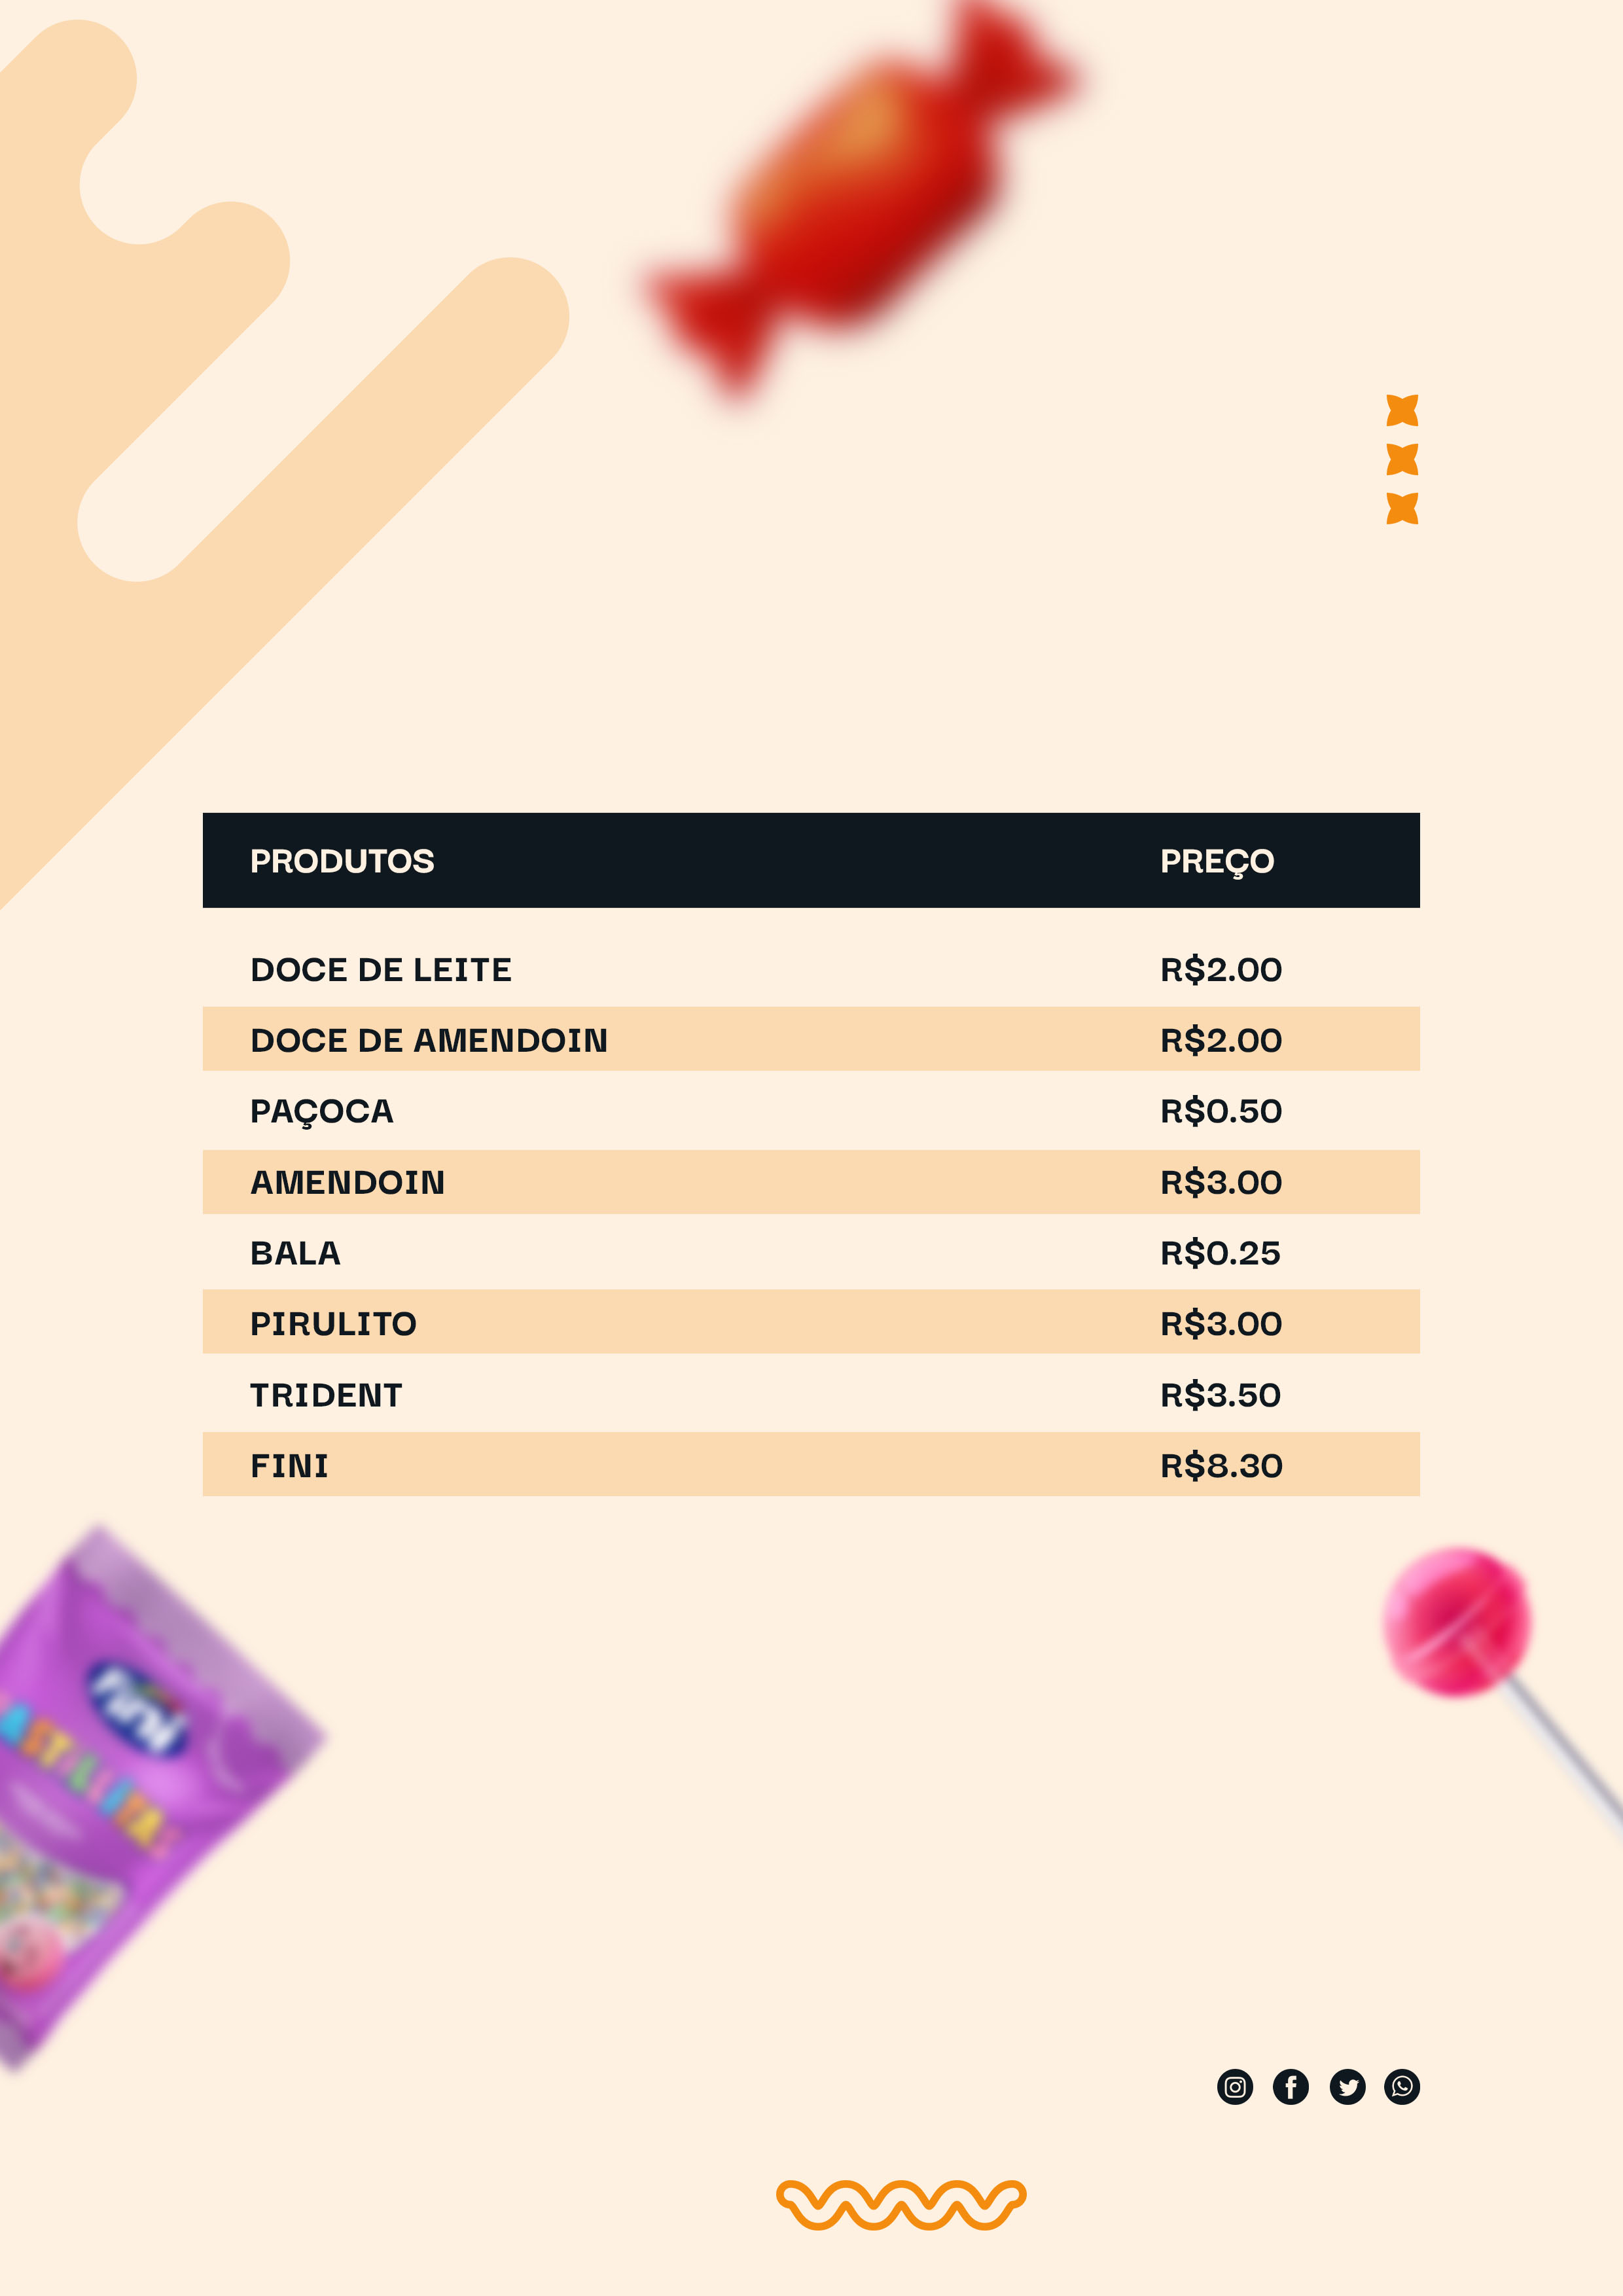 PRODUTOS PREÇO
DOCE DE LEITE R$2.00
DOCE DE AMENDOIN R$2.00
PAÇOCA R$0.50
AMENDOIN R$3.00
BALA R$0.25
PIRULITO R$3.00
TRIDENT R$3.50
FINI R$8.30
Fini